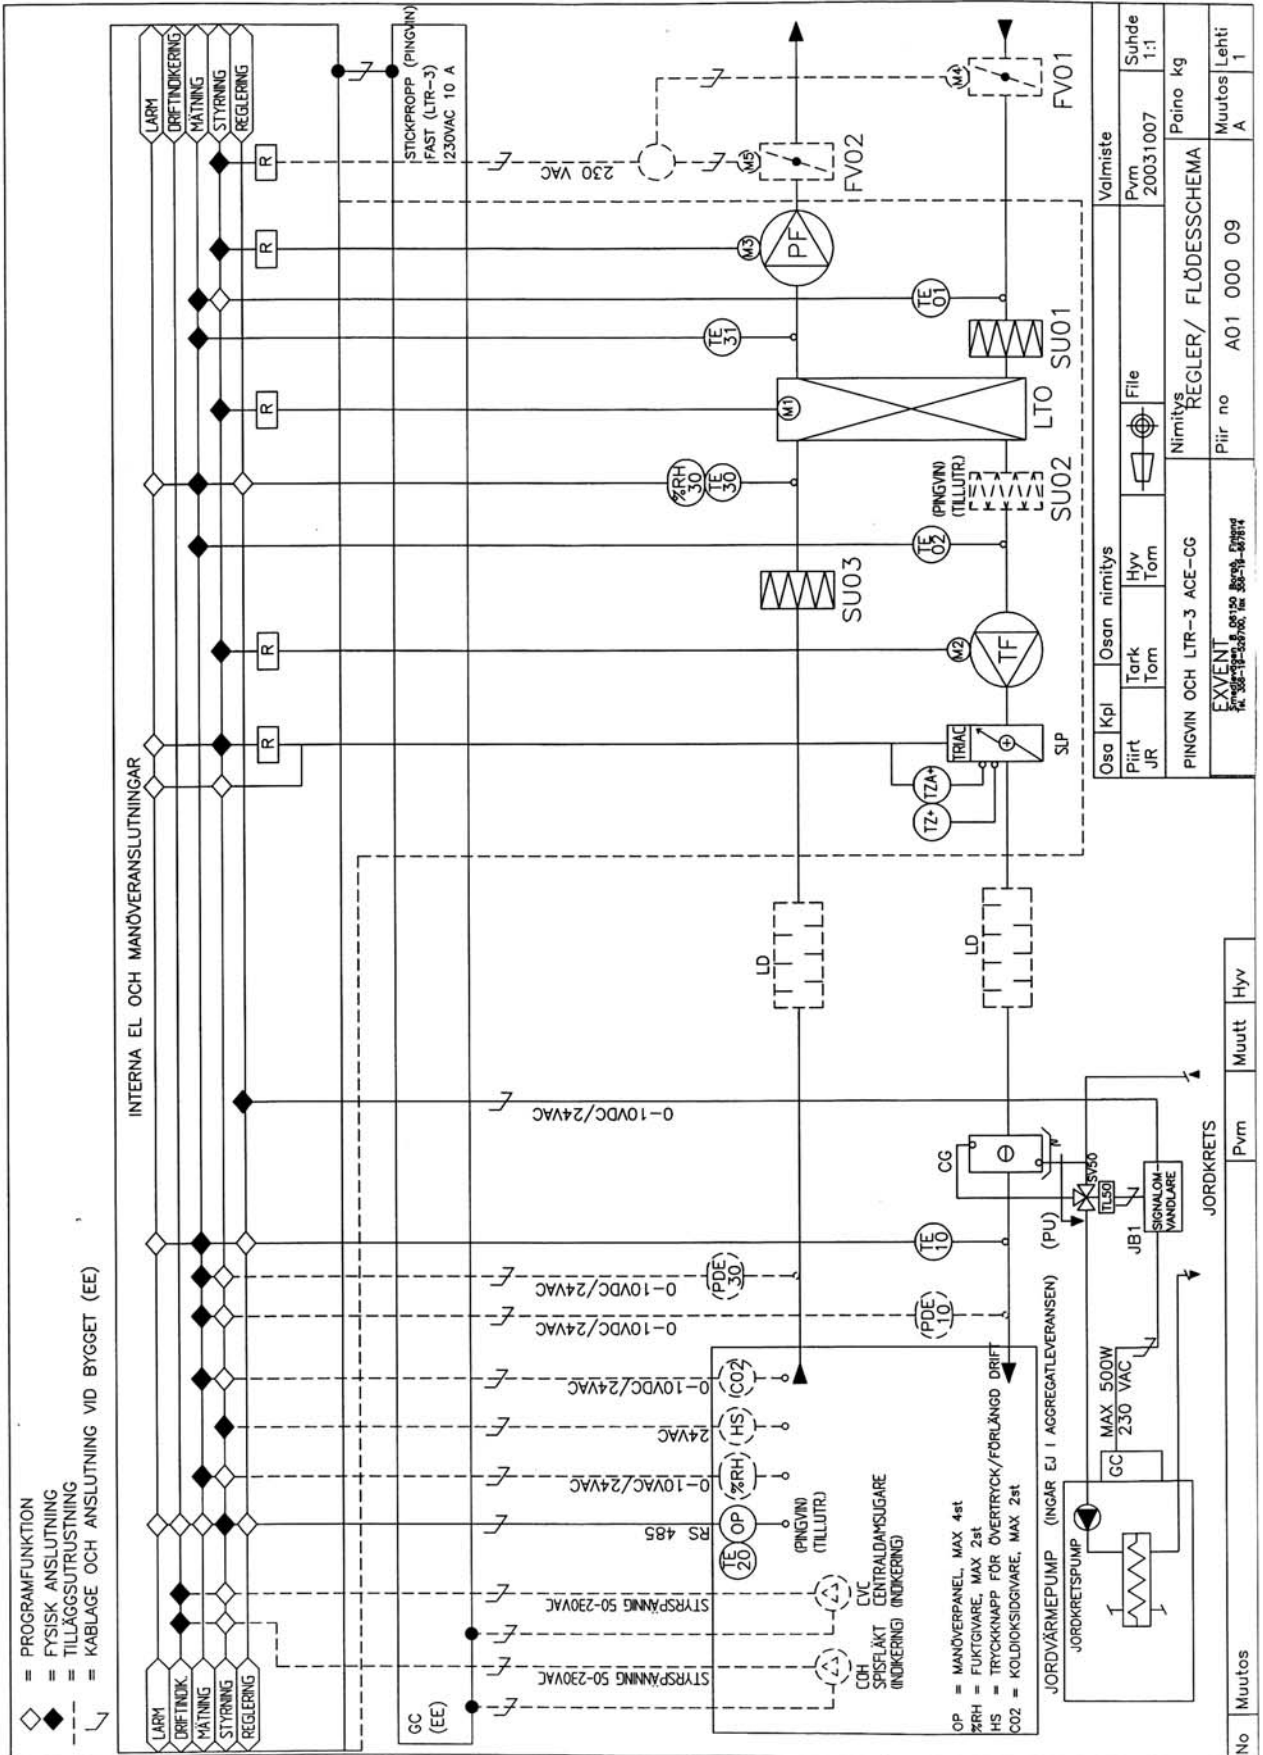 ◇ = PROGRAMFUNKTION
◆ = FYSISK ANSLUTNING
--- = TILLÄGGSUTRUSTNING
= KABLAGE OCH ANSLUTNING VID BYGGET (EE)
INTERNA EL OCH MANÖVERANSLUTNINGAR
LARM
DRIFTINDIK.
MÄTNING
STYRNING
REGLERING
LARM
DRIFTINDIKERING
MÄTNING
STYRNING
REGLERING
R
R
R
R
R
GC
(EE)
STICKPROPP (PINGVIN)
FAST (LTR-3)
230VAC 10 A
STYRSPÄNNIG 50-230VAC
STYRSPÄNNIG 50-230VAC
RS 485
0-10VAC/24VAC
24VAC
0-10VDC/24VAC
0-10VDC/24VAC
0-10VDC/24VAC
0-10VDC/24VAC
230 VAC
CDH
SPISFLÄKT
(INDIKERING)
CVC
CENTRALDAMSUGARE
(INDIKERING)
TE
20
OP
(PINGVIN)
(TILLUTR.)
%RH
HS
CO2
PDE
30
PDE
10
TE
10
OP = MANÖVERPANEL, MAX 4st
%RH = FUKTGIVARE, MAX 2st
HS = TRYCKKNAPP FÖR ÖVERTRYCK/FÖRLÄNGD DRIFT
CO2 = KOLDIOKSIDGIVARE, MAX 2st
LD
LD
CG
SV50
TL50
(PU)
JB1
SIGNALOM-
VANDLARE
JORDKRETS
JORDVÄRMEPUMP (INGÅR EJ I AGGREGATLEVERANSEN)
JORDKRETSPUMP
GC
MAX 500W
230 VAC
TZ+
TZA+
TRIAC
SLP
M2
TF
TE
02
SU03
%RH
30
TE
30
(PINGVIN)
(TILLUTR.)
SU02
M1
LTO
TE
31
TE
01
SU01
M3
PF
M5
FV02
M4
FV01
No
Muutos
Pvm
Muutt
Hyv
Osa
Kpl
Osan nimitys
Valmiste
Piirt
JR
Tark
Tom
Hyv
Tom
File
Pvm
20031007
Suhde
1:1
PINGVIN OCH LTR-3 ACE-CG
Nimitys
REGLER/ FLÖDESSCHEMA
Paino kg
EXVENT
Piir no
A01 000 09
Muutos
A
Lehti
1